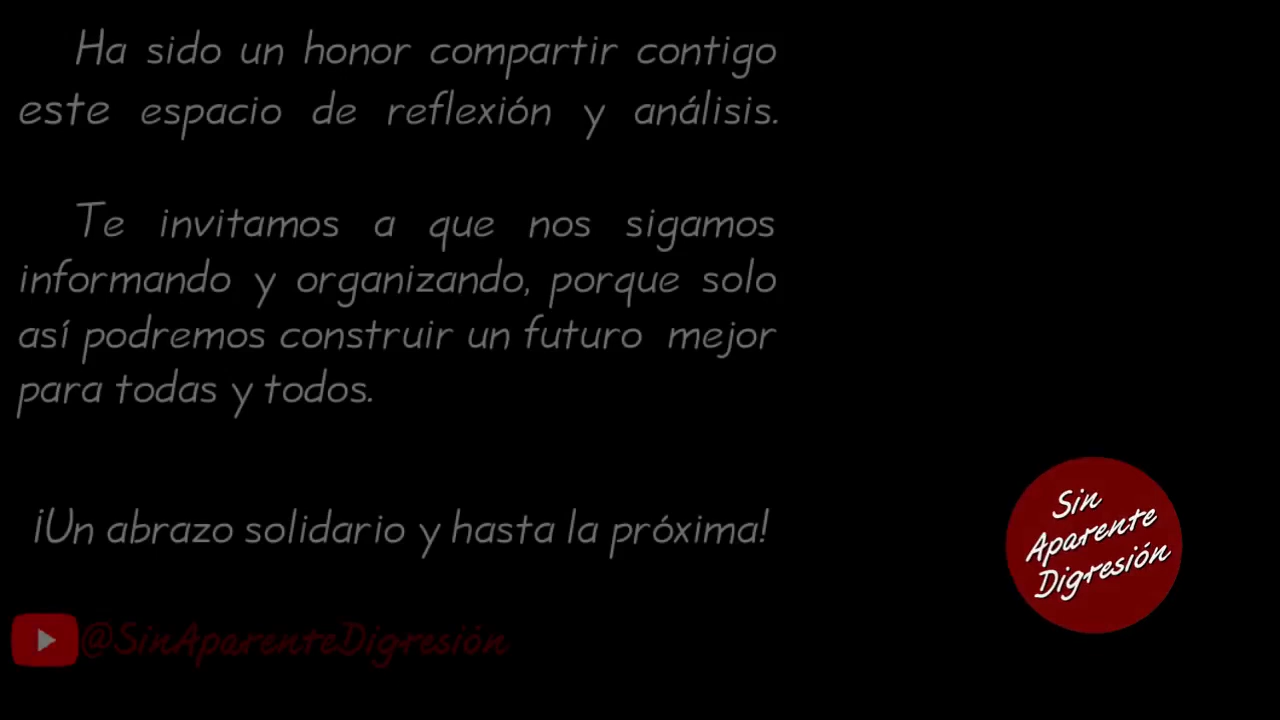 Ha sido un honor compartir contigo
este espacio de reflexión y análisis.
Te invitamos a que nos sigamos
informando y organizando, porque solo
así podremos construir un futuro mejor
para todas y todos.
¡Un abrazo solidario y hasta la próxima!
@SinAparenteDigresión
Sin
Aparente
Digresión